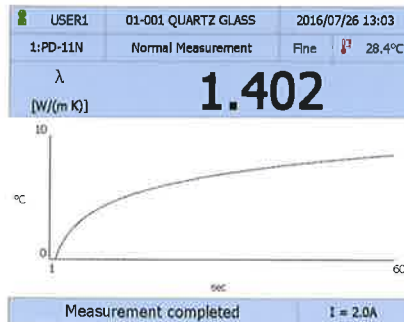 USER1 01-001 QUARTZ GLASS 2016/07/26 13:03
1:PD-11N Normal Measurement Fine 28.4°C
λ
[W/(m K)]
1.402
10
°C
0
1 60
sec
Measurement completed I = 2.0A